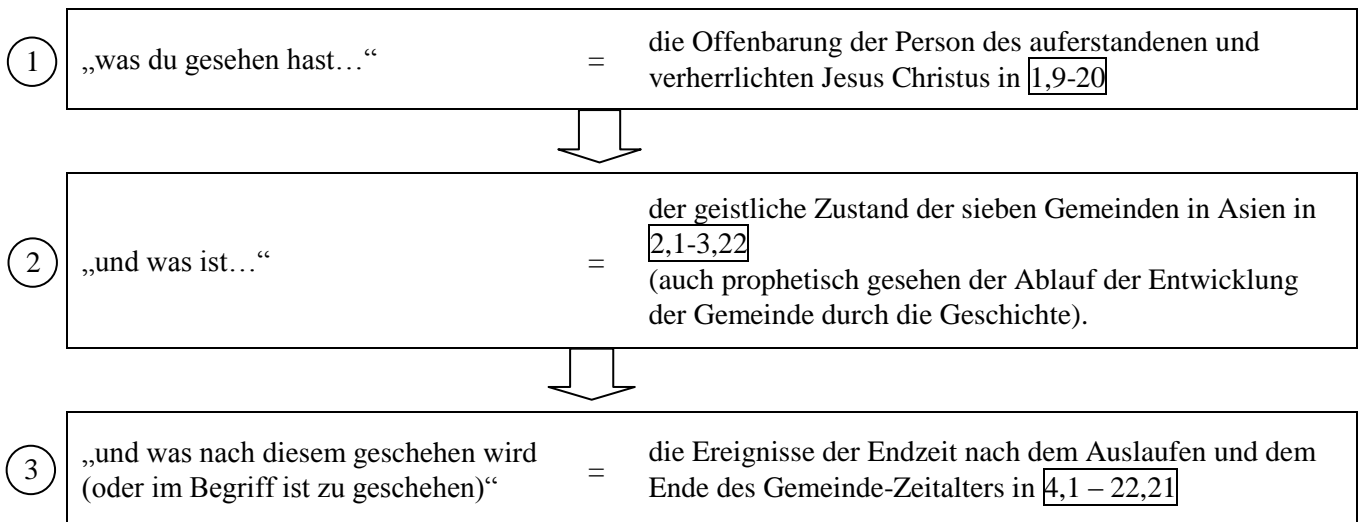 1
„was du gesehen hast…“ = die Offenbarung der Person des auferstandenen und
verherrlichten Jesus Christus in 1,9-20
2
„und was ist…“ = der geistliche Zustand der sieben Gemeinden in Asien in
2,1-3,22
(auch prophetisch gesehen der Ablauf der Entwicklung
der Gemeinde durch die Geschichte).
3
„und was nach diesem geschehen wird
(oder im Begriff ist zu geschehen)“
=
die Ereignisse der Endzeit nach dem Auslaufen und dem
Ende des Gemeinde-Zeitalters in 4,1 – 22,21